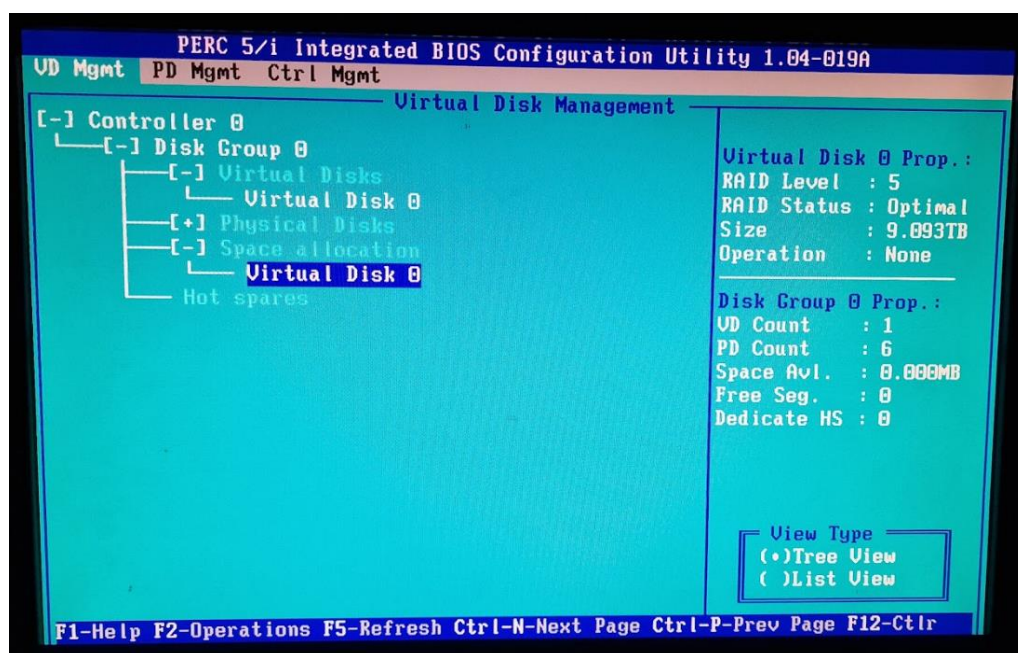 PERC 5/i Integrated BIOS Configuration Utility 1.04-019A
VD Mgmt PD Mgmt Ctrl Mgmt
Virtual Disk Management
[-] Controller 0
[-] Disk Group 0
[-] Virtual Disks
Virtual Disk 0
[+] Physical Disks
[-] Space allocation
Virtual Disk 0
Hot spares
Virtual Disk 0 Prop.:
RAID Level : 5
RAID Status : Optimal
Size : 9.093TB
Operation : None
Disk Group 0 Prop.:
VD Count : 1
PD Count : 6
Space Avl. : 0.000MB
Free Seg. : 0
Dedicate HS : 0
View Type
(•)Tree View
( )List View
F1-Help F2-Operations F5-Refresh Ctrl-N-Next Page Ctrl-P-Prev Page F12-Ctlr